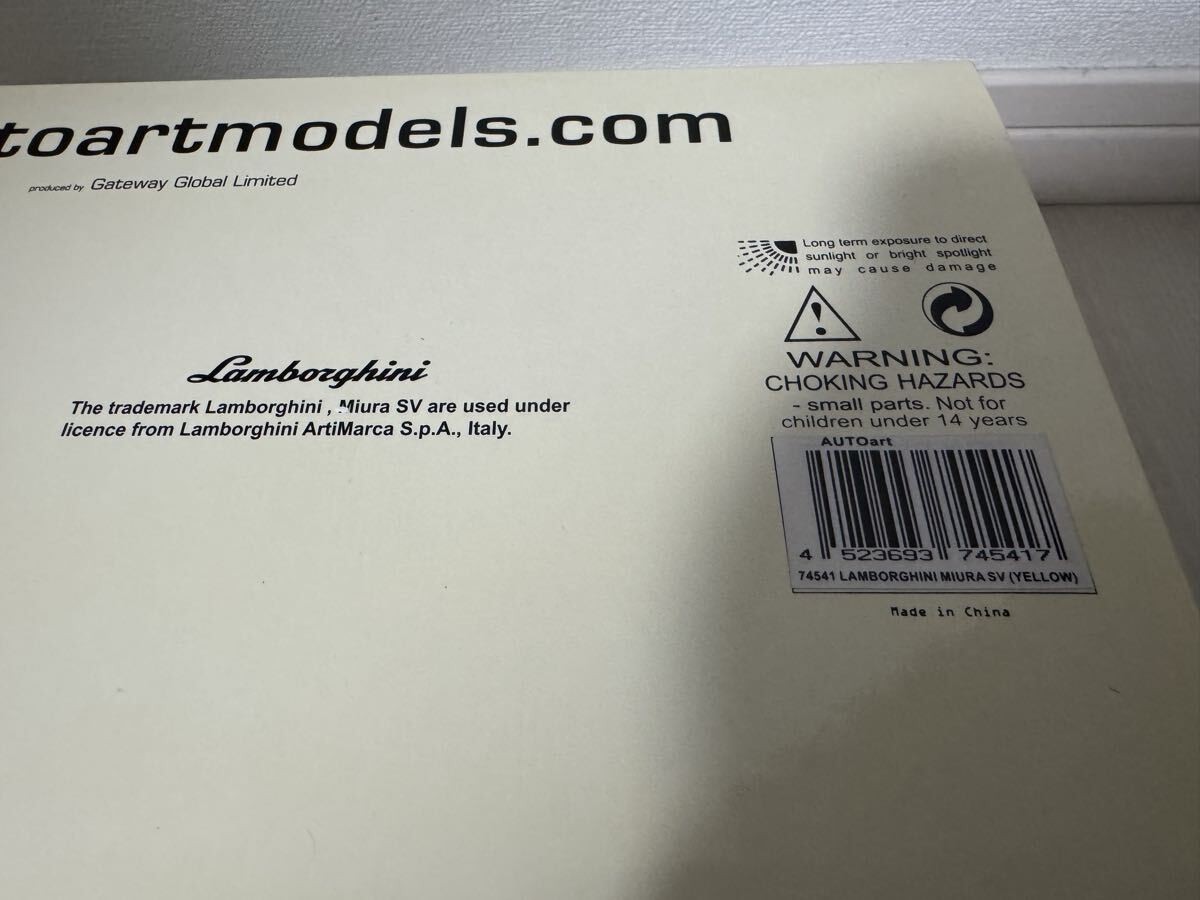 toartmodels.com
produced by Gateway Global Limited
Long term exposure to direct
sunlight or bright spotlight
may cause damage
WARNING:
CHOKING HAZARDS
- small parts. Not for
children under 14 years
Lamborghini
The trademark Lamborghini , Miura SV are used under
licence from Lamborghini ArtiMarca S.p.A., Italy.
AUTOart
4 523693 745417
74541 LAMBORGHINI MIURA SV (YELLOW)
Made in China